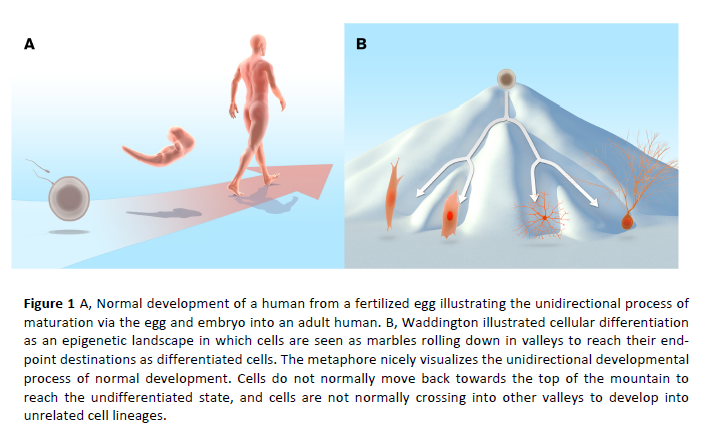 A
B
Figure 1 A, Normal development of a human from a fertilized egg illustrating the unidirectional process of
maturation via the egg and embryo into an adult human. B, Waddington illustrated cellular differentiation
as an epigenetic landscape in which cells are seen as marbles rolling down in valleys to reach their end-
point destinations as differentiated cells. The metaphore nicely visualizes the unidirectional developmental
process of normal development. Cells do not normally move back towards the top of the mountain to
reach the undifferentiated state, and cells are not normally crossing into other valleys to develop into
unrelated cell lineages.